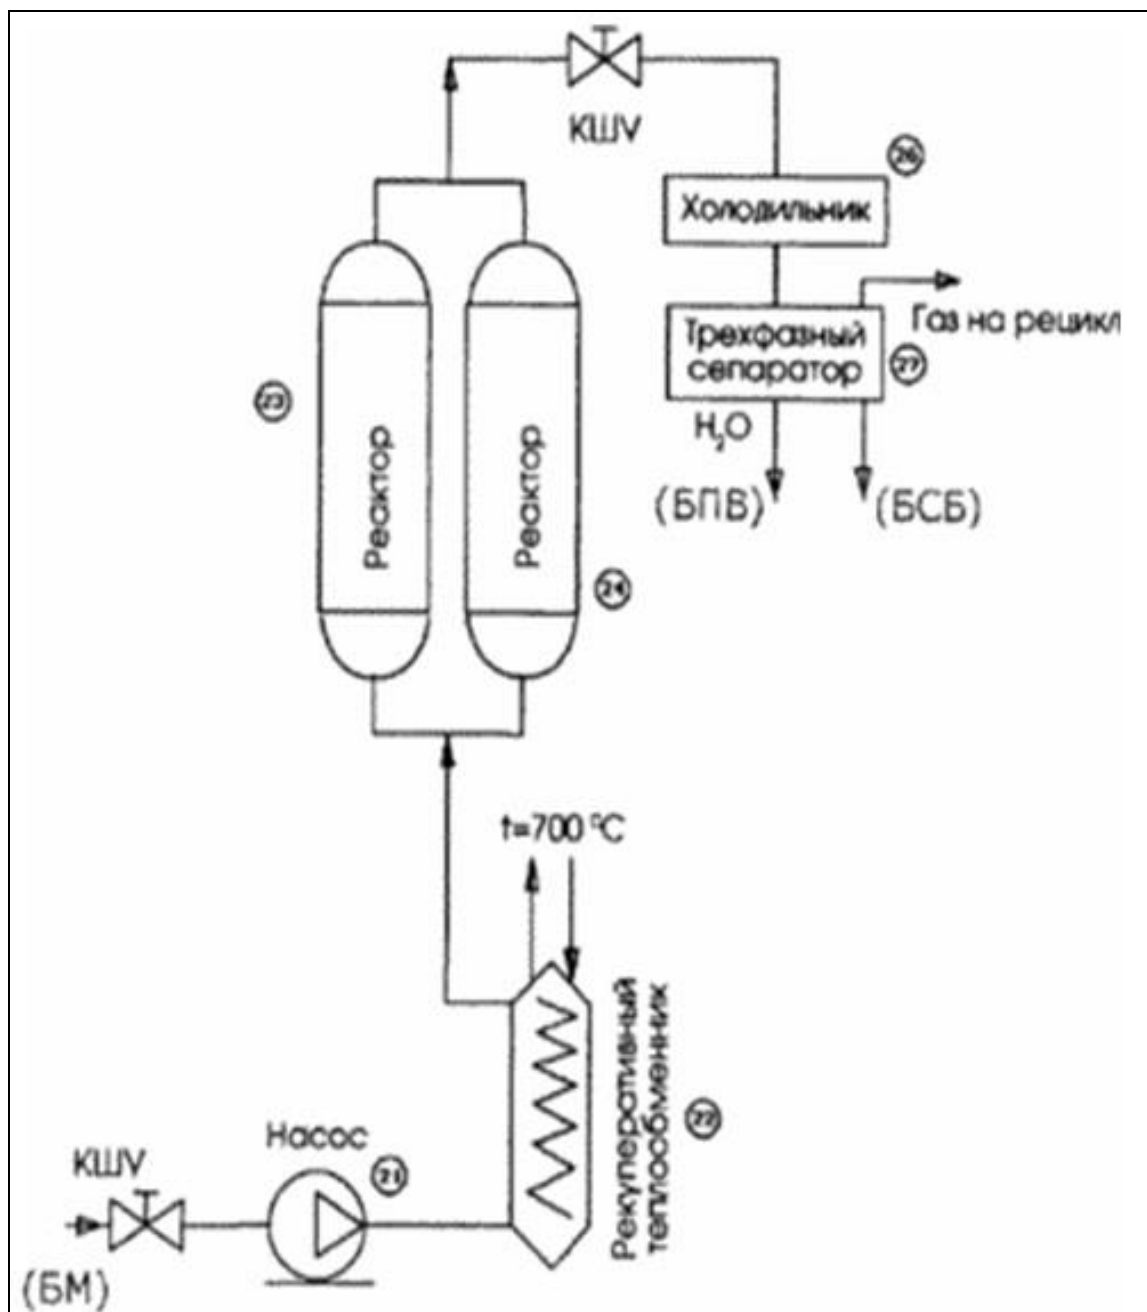 КШV
26
Холодильник
Газ на рецикл
Трехфазный
сепаратор
27
H₂O
(БПВ)
(БСБ)
23
Реактор
Реактор
24
t=700 °C
Рекуперативный
теплообменник
22
Насос
21
КШV
(БМ)